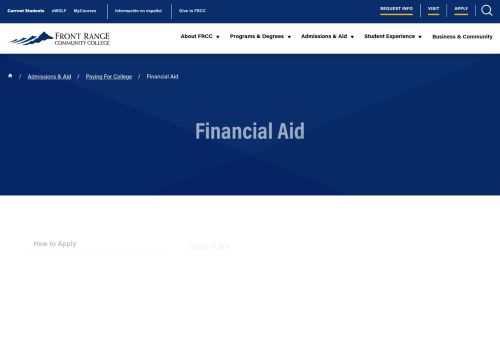 Current Students eWOLF MyCourses Información en español Give to FRCC REQUEST INFO VISIT APPLY
FRONT RANGE
COMMUNITY COLLEGE
About FRCC Programs & Degrees Admissions & Aid Student Experience Business & Community
/ Admissions & Aid / Paying For College / Financial Aid
Financial Aid
How to Apply
Types of Aid